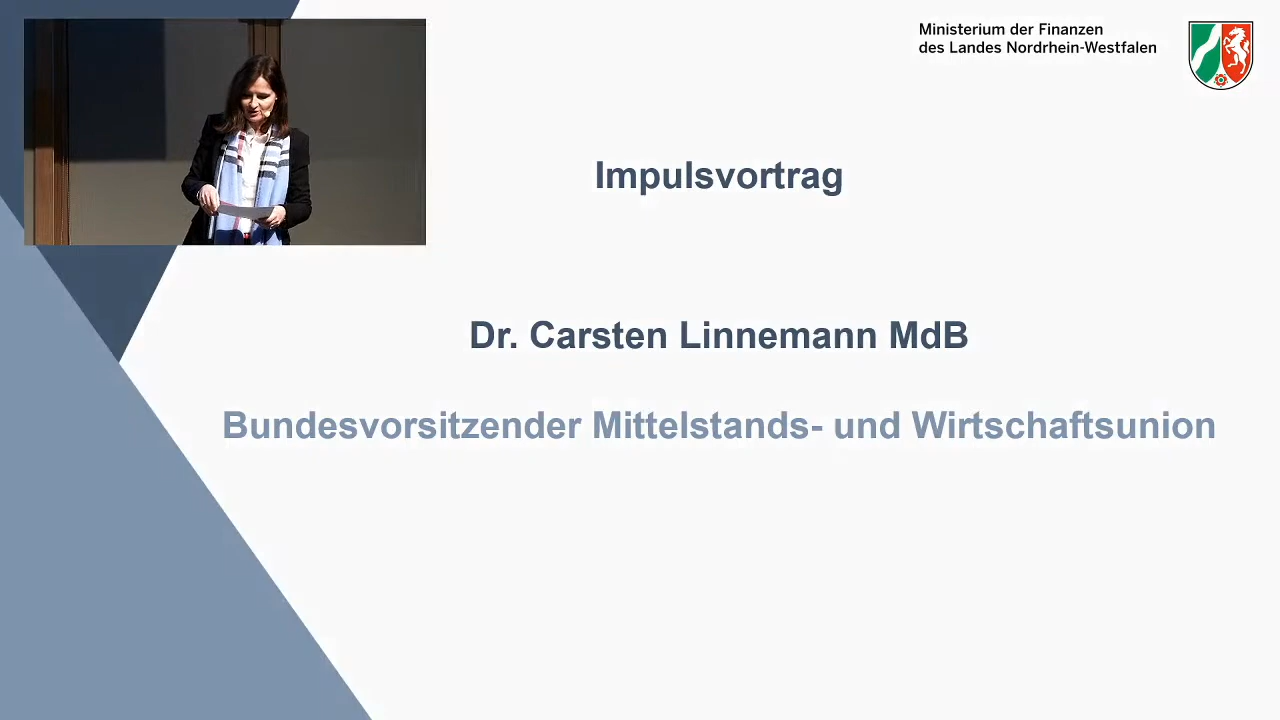 Ministerium der Finanzen
des Landes Nordrhein-Westfalen
Impulsvortrag
Dr. Carsten Linnemann MdB
Bundesvorsitzender Mittelstands- und Wirtschaftsunion